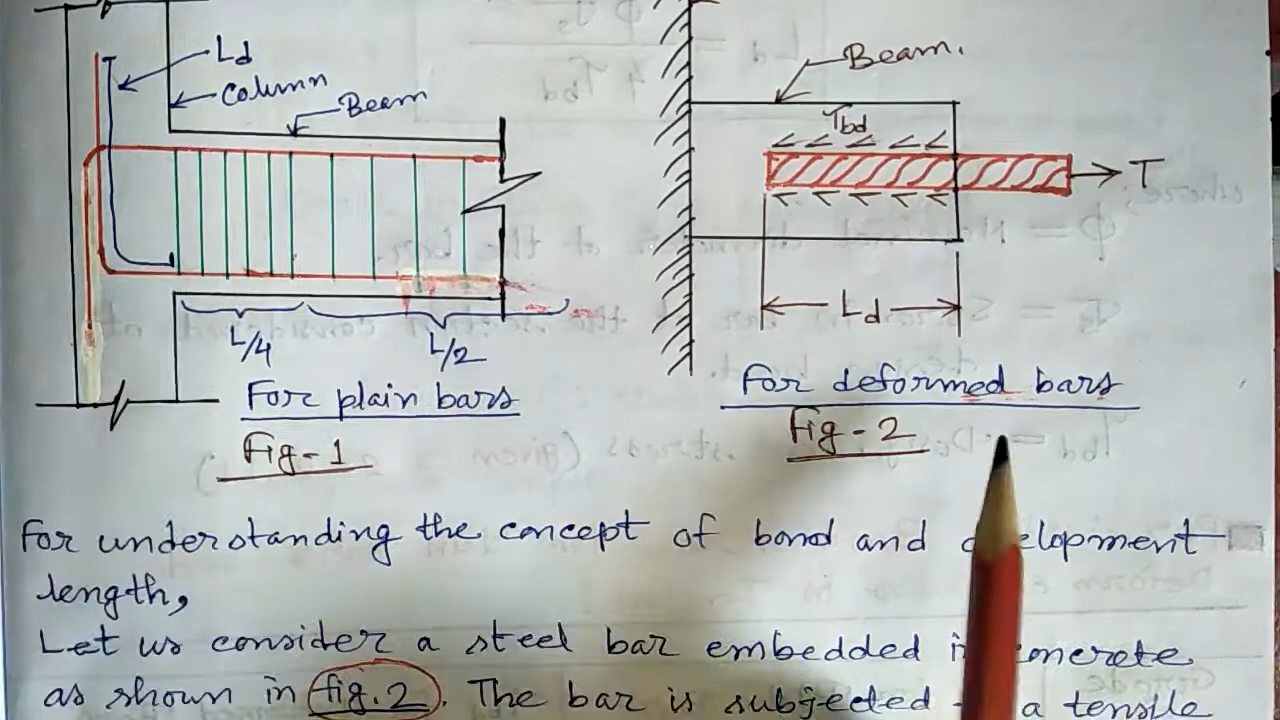 Ld
Column
Beam
L/4
L/2
For plain bars
Fig-1
Beam.
Tbd
T
Ld
For deformed bars
Fig-2
For understanding the concept of bond and
length,
Let us consider a steel bar embedded
as shown in fig.2. The bar is subjected a tensile